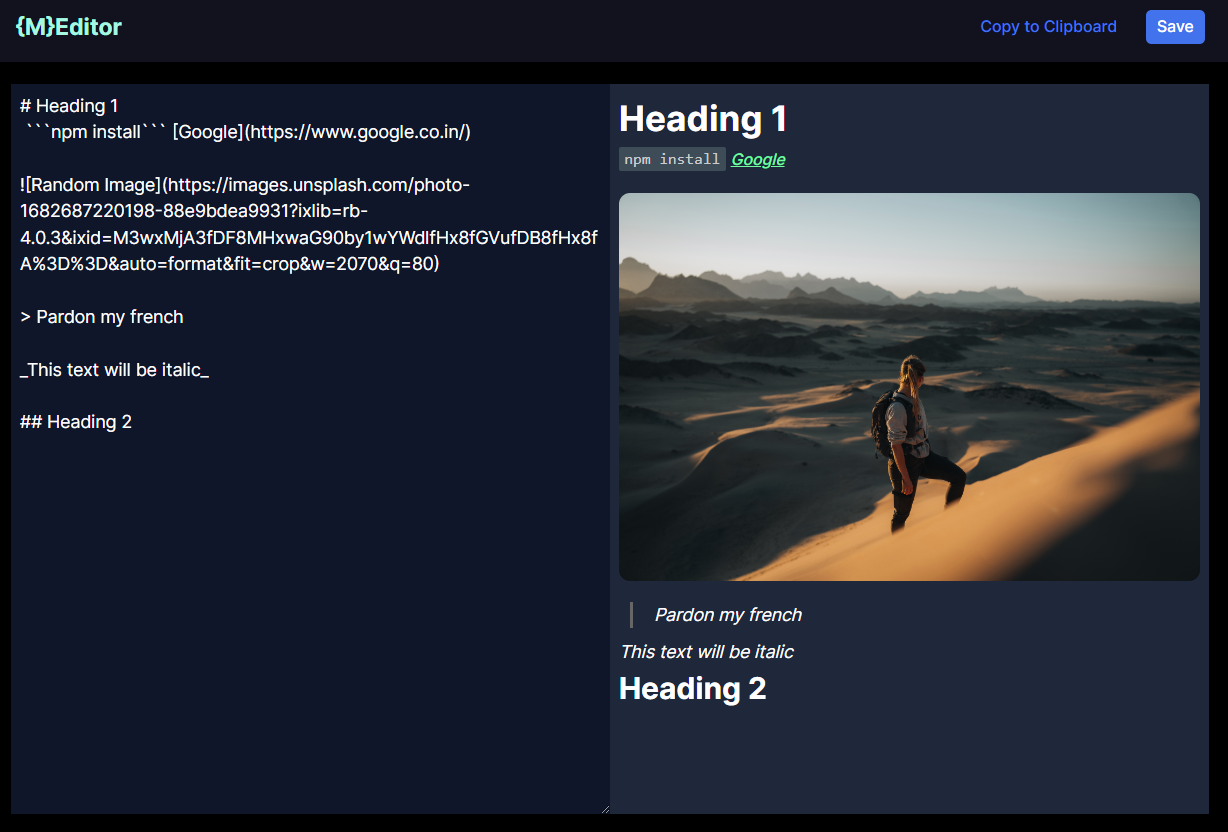 {M}Editor
Copy to Clipboard
Save
# Heading 1
```npm install``` [Google](https://www.google.co.in/)
![Random Image](https://images.unsplash.com/photo-
1682687220198-88e9bdea9931?ixlib=rb-
4.0.3&ixid=M3wxMjA3fDF8MHxwaG90by1wYWdlfHx8fGVufDB8fHx8f
A%3D%3D&auto=format&fit=crop&w=2070&q=80)
> Pardon my french
_This text will be italic_
## Heading 2
Heading 1
npm install Google
Pardon my french
This text will be italic
Heading 2